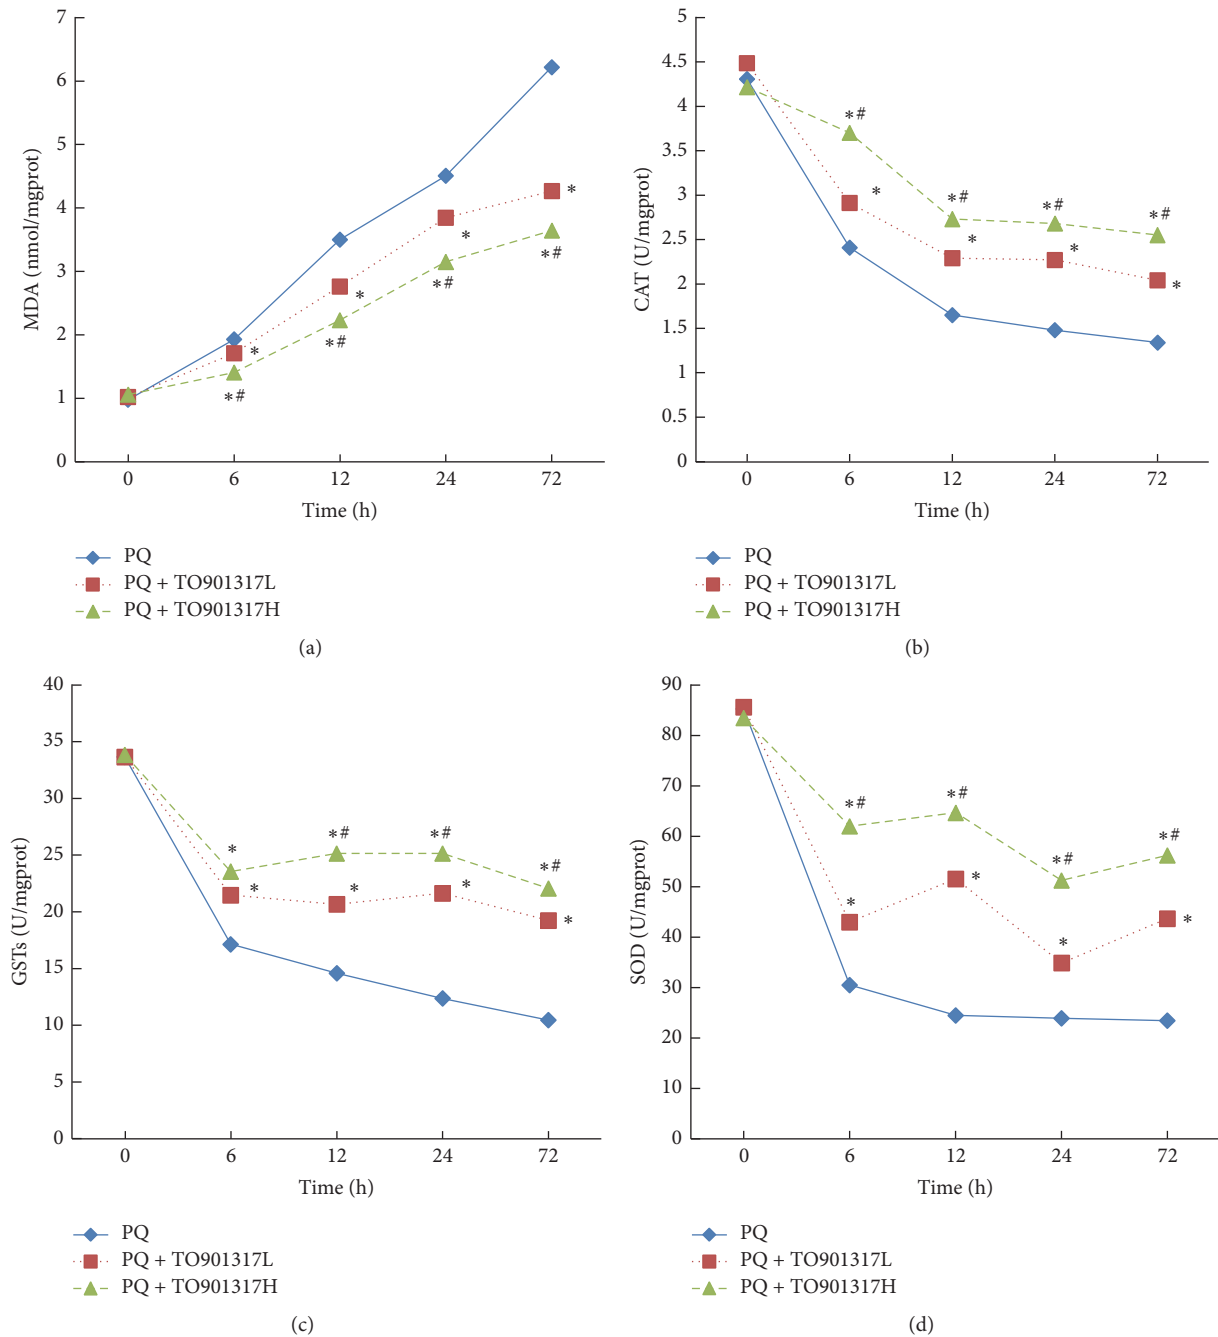 7
6
5
4
3
2
1
0
MDA (nmol/mgprot)
*
*
*
*
*#
*#
*#
*#
0 6 12 24 72
Time (h)
PQ
PQ + TO901317L
PQ + TO901317H
(a)
5
4.5
4
3.5
3
2.5
2
1.5
1
0.5
0
CAT (U/mgprot)
*#
*#
*#
*#
*
*
*
*
0 6 12 24 72
Time (h)
PQ
PQ + TO901317L
PQ + TO901317H
(b)
40
35
30
25
20
15
10
5
0
GSTs (U/mgprot)
*
*#
*#
*#
*
*
*
*
0 6 12 24 72
Time (h)
PQ
PQ + TO901317L
PQ + TO901317H
(c)
90
80
70
60
50
40
30
20
10
0
SOD (U/mgprot)
*#
*#
*#
*#
*
*
*
*
0 6 12 24 72
Time (h)
PQ
PQ + TO901317L
PQ + TO901317H
(d)